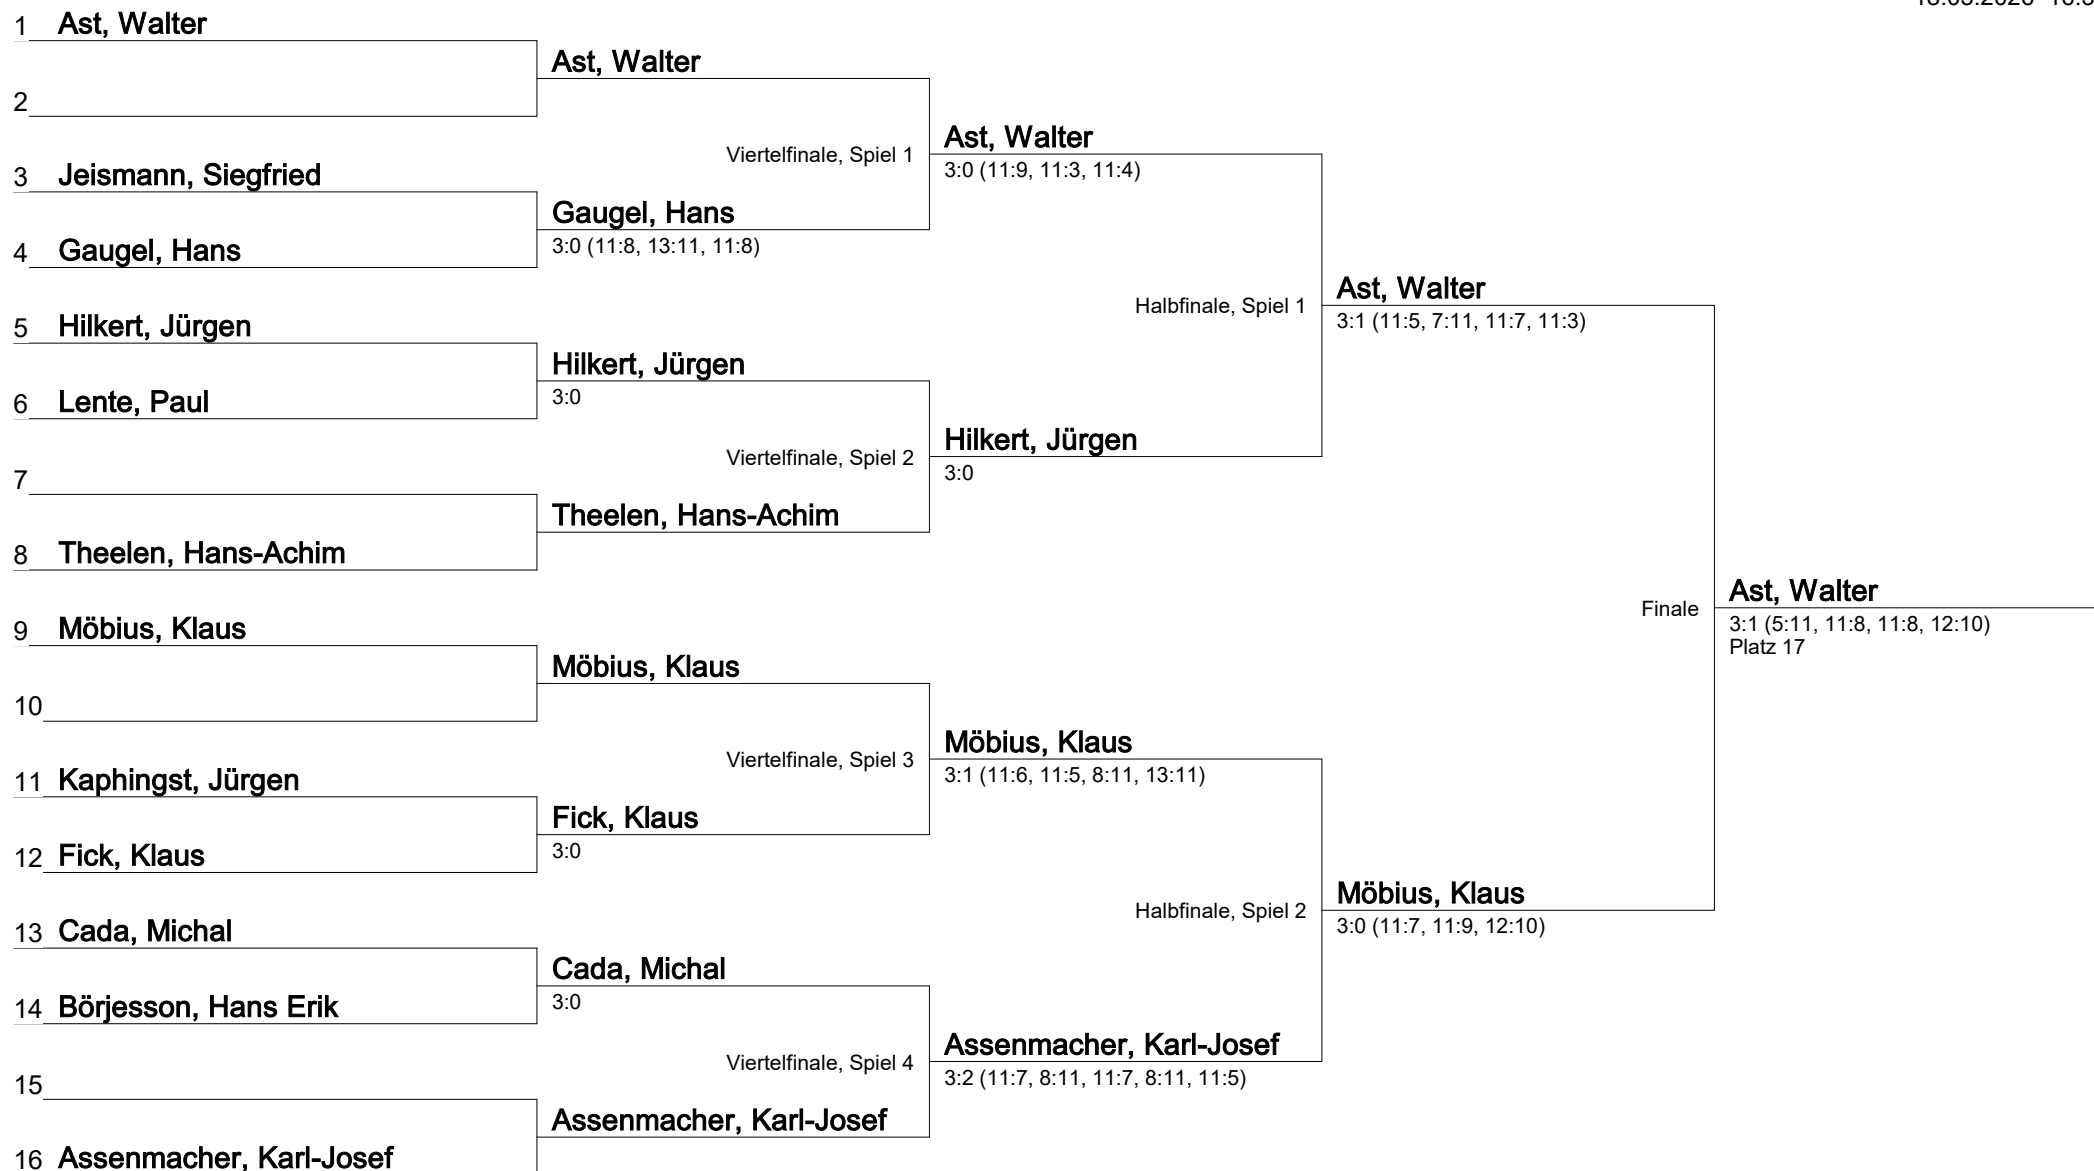 1 Ast, Walter
Ast, Walter
2
Viertelfinale, Spiel 1
Ast, Walter
3:0 (11:9, 11:3, 11:4)
3 Jeismann, Siegfried
Gaugel, Hans
3:0 (11:8, 13:11, 11:8)
4 Gaugel, Hans
Halbfinale, Spiel 1
Ast, Walter
3:1 (11:5, 7:11, 11:7, 11:3)
5 Hilkert, Jürgen
Hilkert, Jürgen
3:0
6 Lente, Paul
Viertelfinale, Spiel 2
Hilkert, Jürgen
3:0
7
Theelen, Hans-Achim
8 Theelen, Hans-Achim
Finale
Ast, Walter
3:1 (5:11, 11:8, 11:8, 12:10)
Platz 17
9 Möbius, Klaus
Möbius, Klaus
10
Viertelfinale, Spiel 3
Möbius, Klaus
3:1 (11:6, 11:5, 8:11, 13:11)
11 Kaphingst, Jürgen
Fick, Klaus
3:0
12 Fick, Klaus
Halbfinale, Spiel 2
Möbius, Klaus
3:0 (11:7, 11:9, 12:10)
13 Cada, Michal
Cada, Michal
3:0
14 Börjesson, Hans Erik
Viertelfinale, Spiel 4
Assenmacher, Karl-Josef
3:2 (11:7, 8:11, 11:7, 8:11, 11:5)
15
Assenmacher, Karl-Josef
16 Assenmacher, Karl-Josef